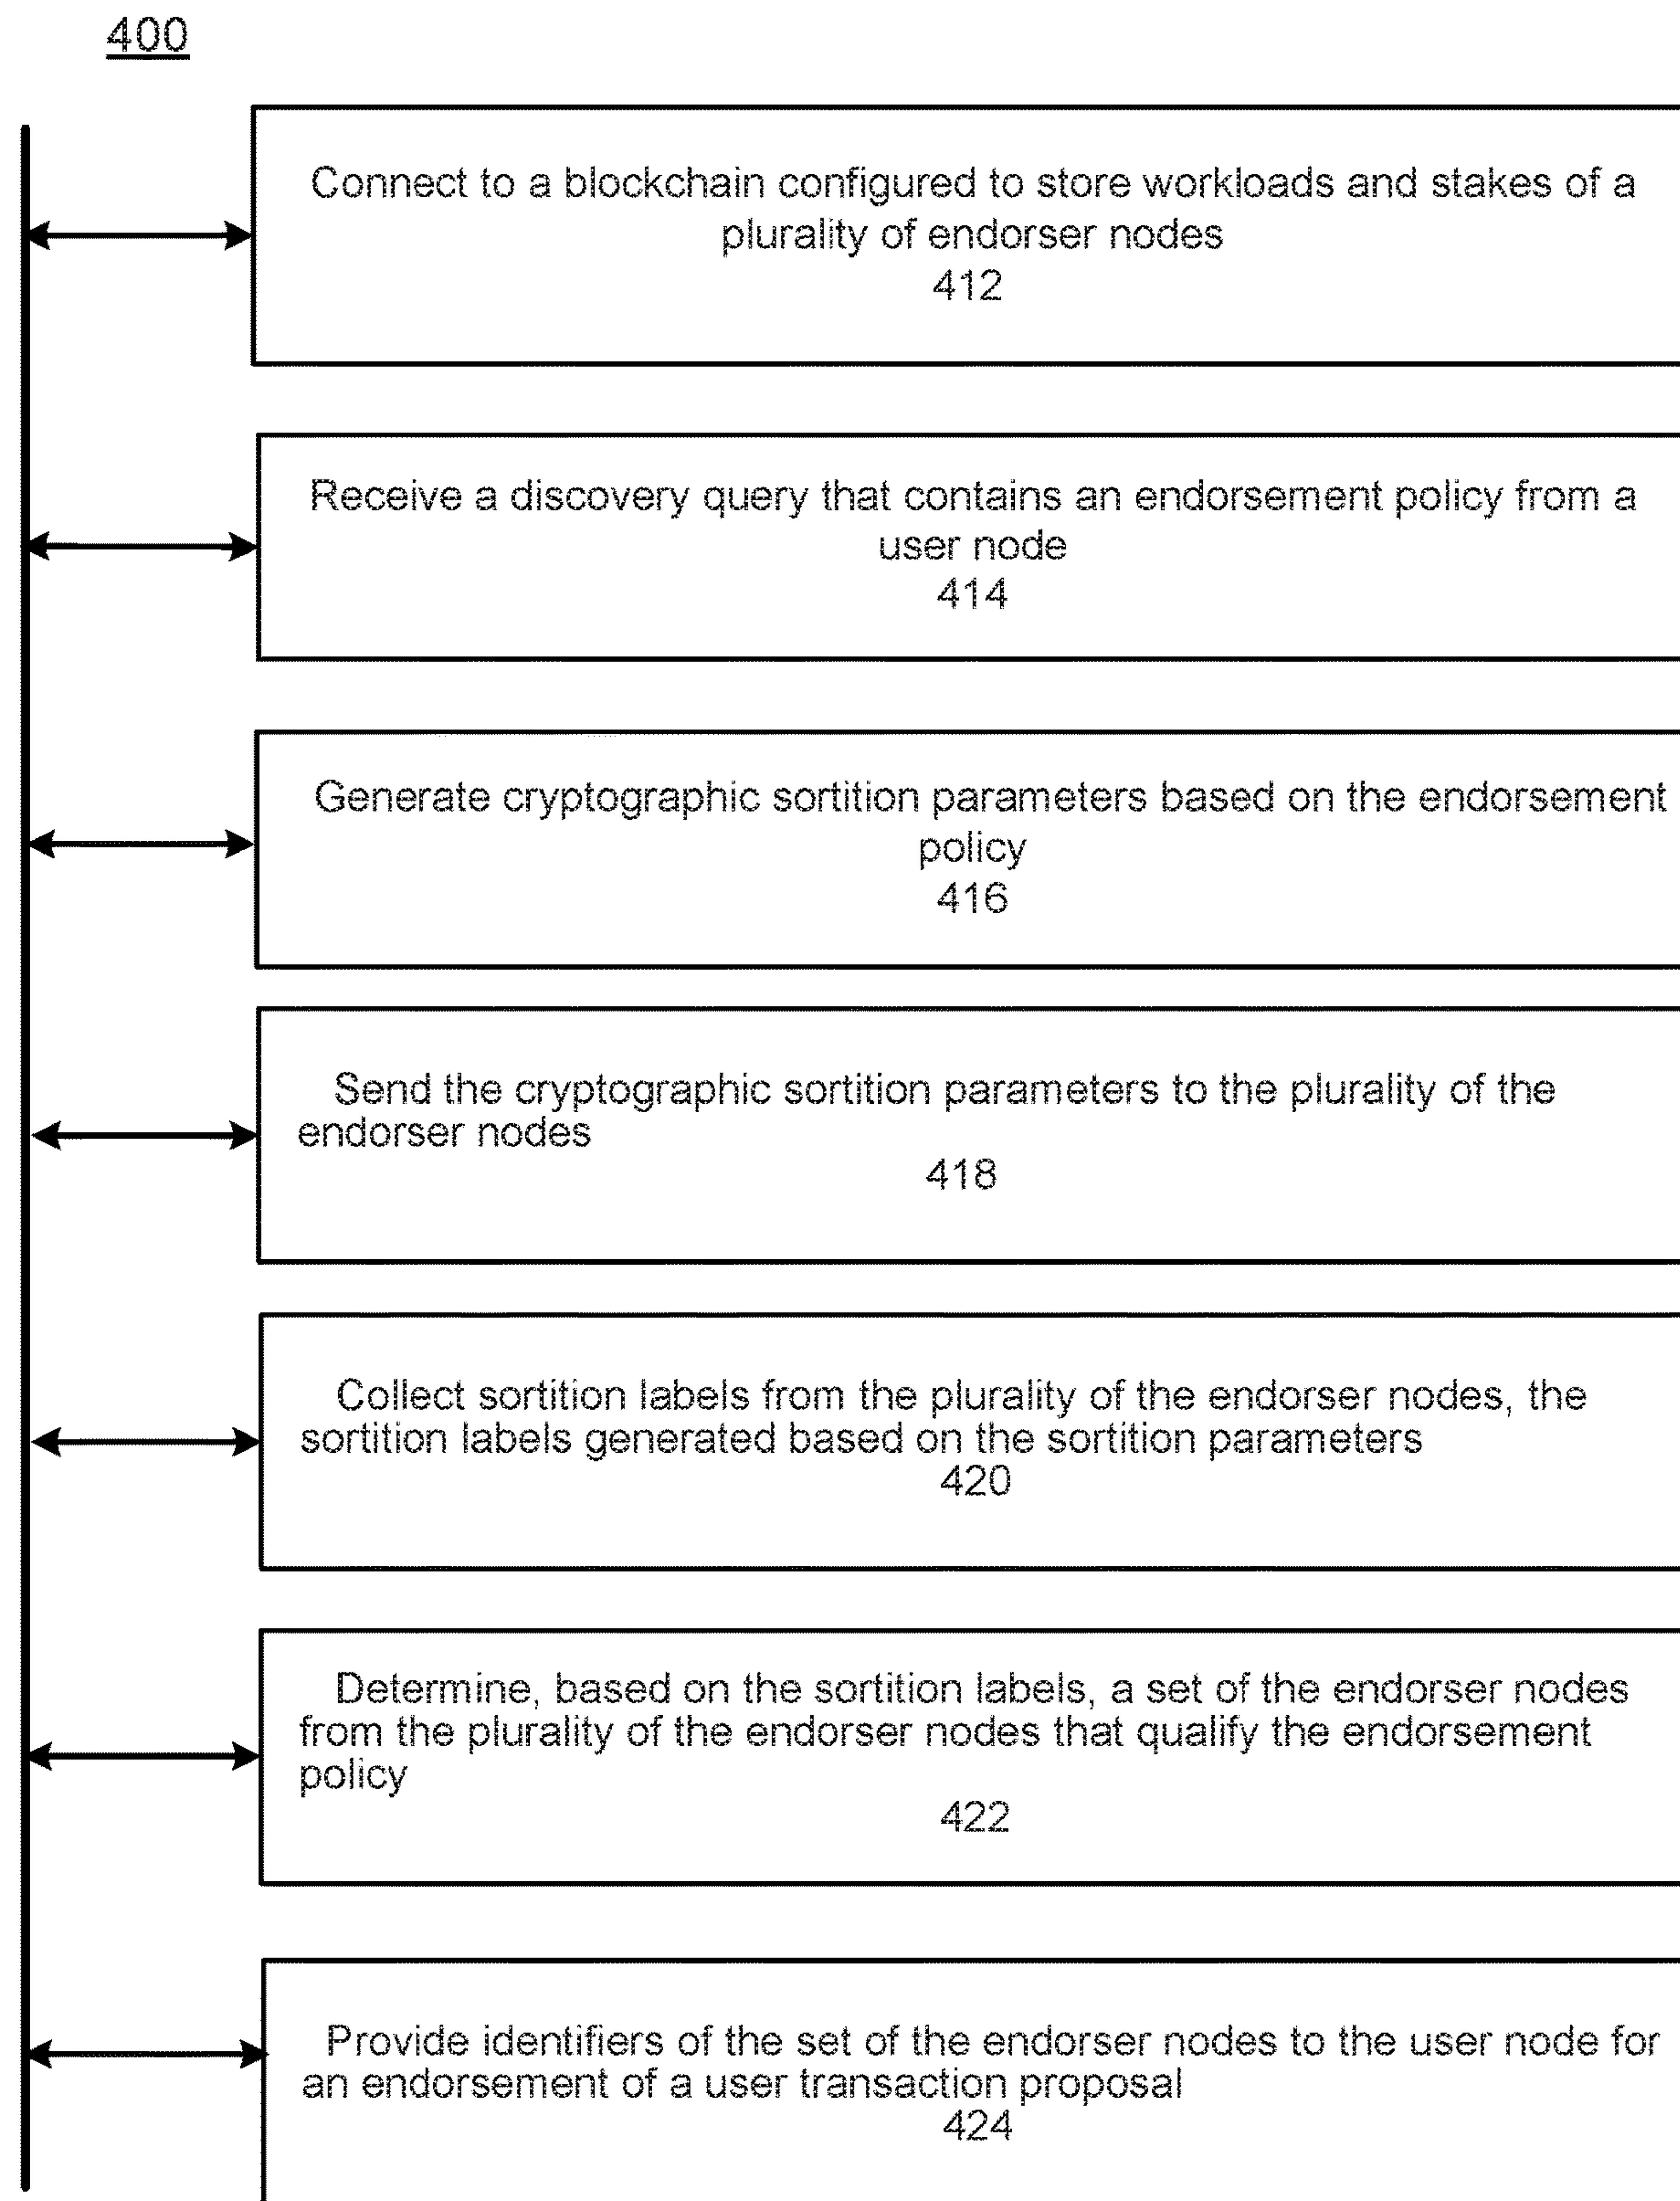 400
Connect to a blockchain configured to store workloads and stakes of a
plurality of endorser nodes
412
Receive a discovery query that contains an endorsement policy from a
user node
414
Generate cryptographic sortition parameters based on the endorsement
policy
416
Send the cryptographic sortition parameters to the plurality of the
endorser nodes
418
Collect sortition labels from the plurality of the endorser nodes, the
sortition labels generated based on the sortition parameters
420
Determine, based on the sortition labels, a set of the endorser nodes
from the plurality of the endorser nodes that qualify the endorsement
policy
422
Provide identifiers of the set of the endorser nodes to the user node for
an endorsement of a user transaction proposal
424